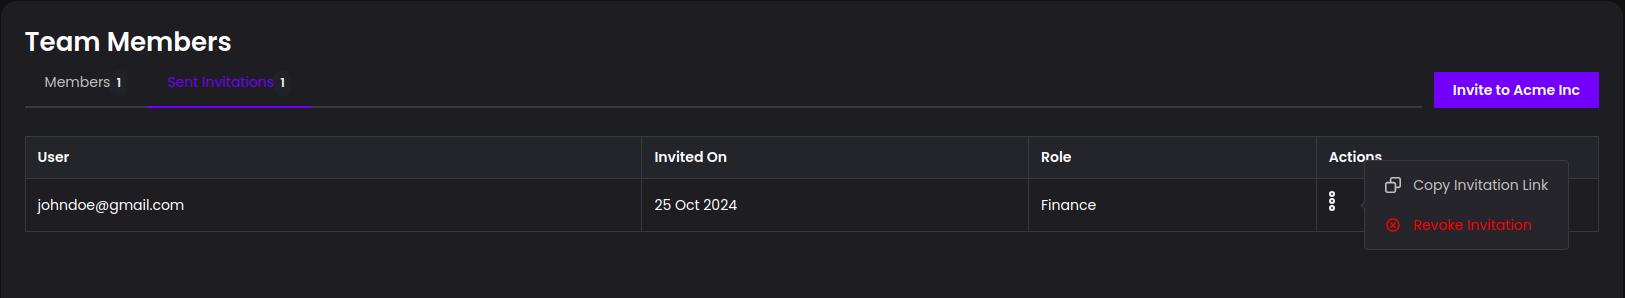 Team Members
Members 1
Sent Invitations 1
Invite to Acme Inc
User Invited On Role Actions
johndoe@gmail.com 25 Oct 2024 Finance
Copy Invitation Link
Revoke Invitation